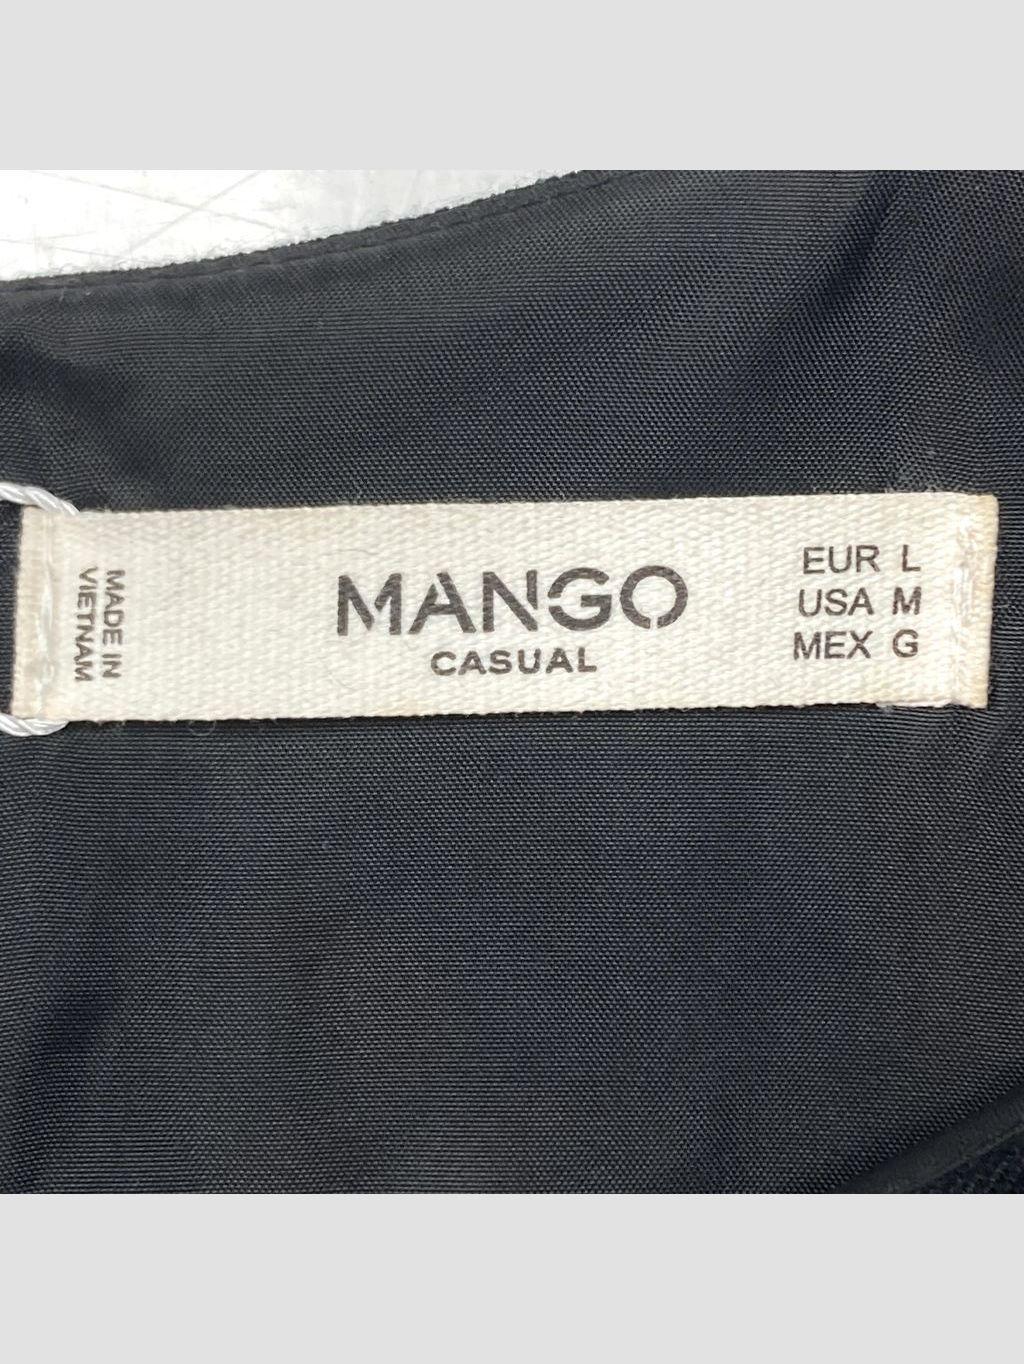 MADE IN
VIETNAM
MANGO
CASUAL
EUR L
USA M
MEX G